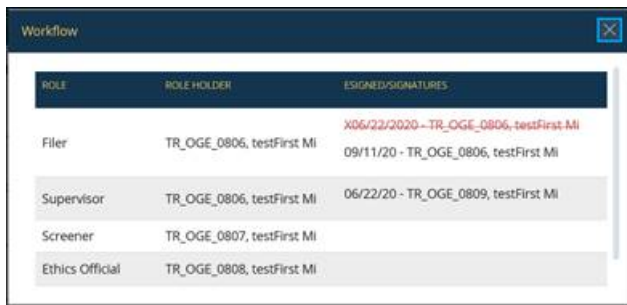 Workflow
ROLE ROLE HOLDER ESIGNED/SIGNATURES
X06/22/2020 - TR_OGE_0806, testFirst Mi
Filer TR_OGE_0806, testFirst Mi
09/11/20 - TR_OGE_0806, testFirst Mi
Supervisor TR_OGE_0806, testFirst Mi 06/22/20 - TR_OGE_0809, testFirst Mi
Screener TR_OGE_0807, testFirst Mi
Ethics Official TR_OGE_0808, testFirst Mi